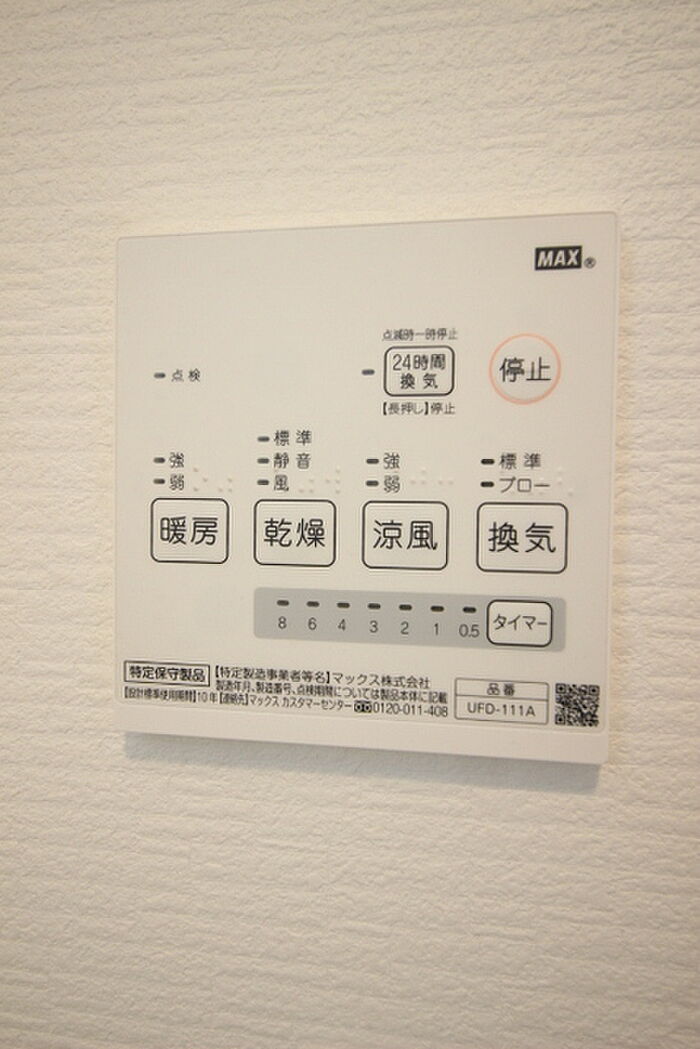 MAX®
点検
点滅時一時停止
24時間
換気
【長押し】停止
停止
強
弱
暖房
標準
静音
風
乾燥
強
弱
涼風
標準
ブロー
換気
8 6 4 3 2 1 0.5
タイマー
特定保守製品
【特定製造事業者等名】マックス株式会社
製造年月、製造番号、点検期間については製品本体に記載
【設計標準使用期間】10年【連絡先】マックス カスタマーセンター 0120-011-408
品番
UFD-111A